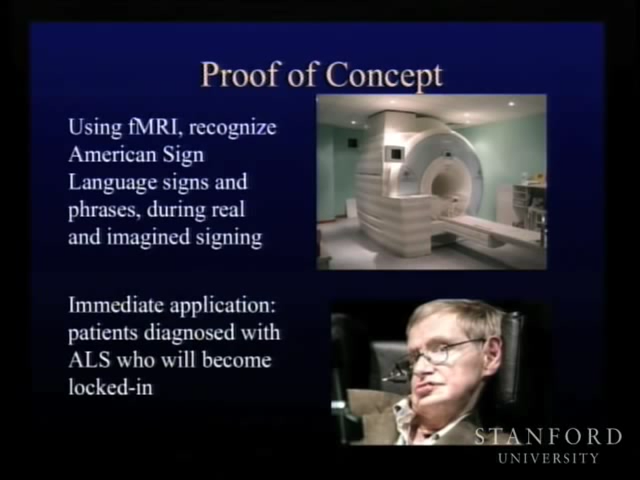 Proof of Concept
Using fMRI, recognize
American Sign
Language signs and
phrases, during real
and imagined signing
Immediate application:
patients diagnosed with
ALS who will become
locked-in
STANFORD
UNIVERSITY